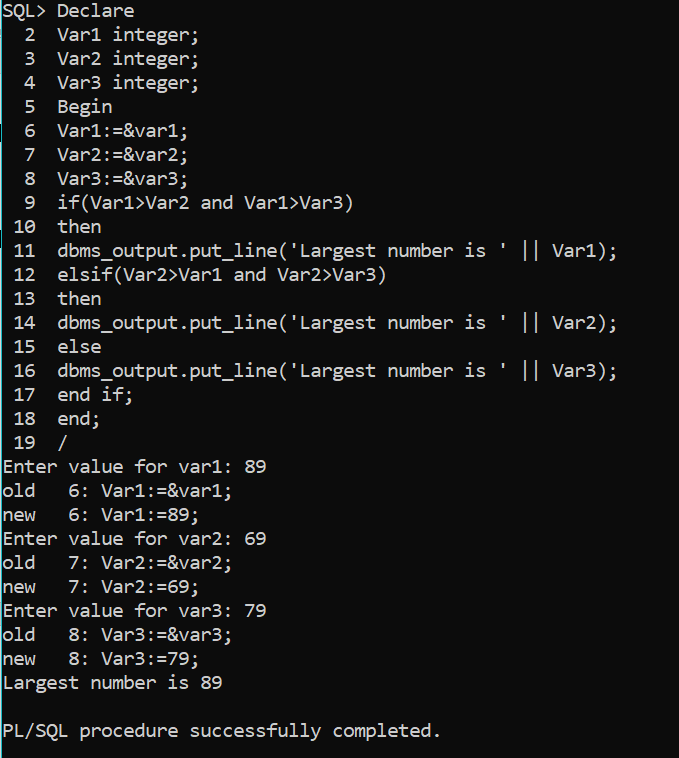 SQL> Declare
  2  Var1 integer;
  3  Var2 integer;
  4  Var3 integer;
  5  Begin
  6  Var1:=&var1;
  7  Var2:=&var2;
  8  Var3:=&var3;
  9  if(Var1>Var2 and Var1>Var3)
 10  then
 11  dbms_output.put_line('Largest number is ' || Var1);
 12  elsif(Var2>Var1 and Var2>Var3)
 13  then
 14  dbms_output.put_line('Largest number is ' || Var2);
 15  else
 16  dbms_output.put_line('Largest number is ' || Var3);
 17  end if;
 18  end;
 19  /
Enter value for var1: 89
old   6: Var1:=&var1;
new   6: Var1:=89;
Enter value for var2: 69
old   7: Var2:=&var2;
new   7: Var2:=69;
Enter value for var3: 79
old   8: Var3:=&var3;
new   8: Var3:=79;
Largest number is 89

PL/SQL procedure successfully completed.